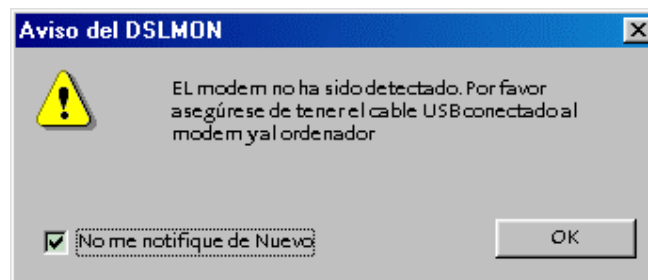 Aviso del DSLMON
EL modem no ha sido detectado. Por favor
asegúrese de tener el cable USB conectado al
modem y al ordenador
No me notifique de Nuevo
OK